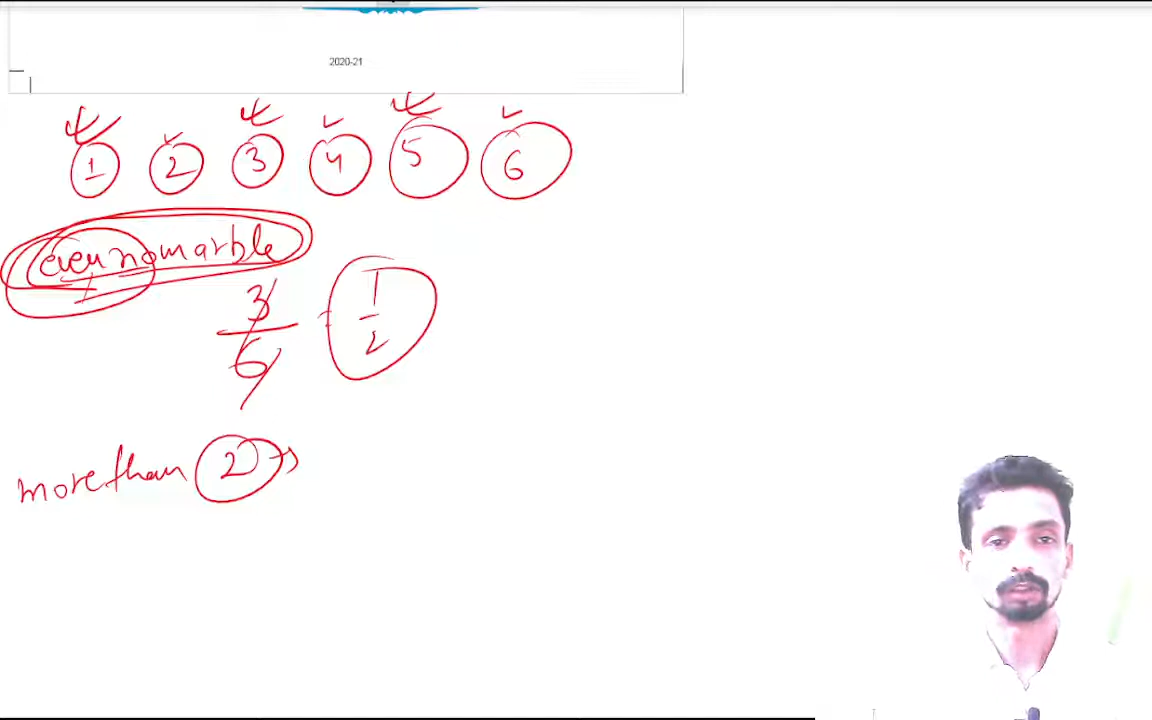 2020-21
1 2 3 4 5 6
even no marble
3/6 = 1/2
more than 2